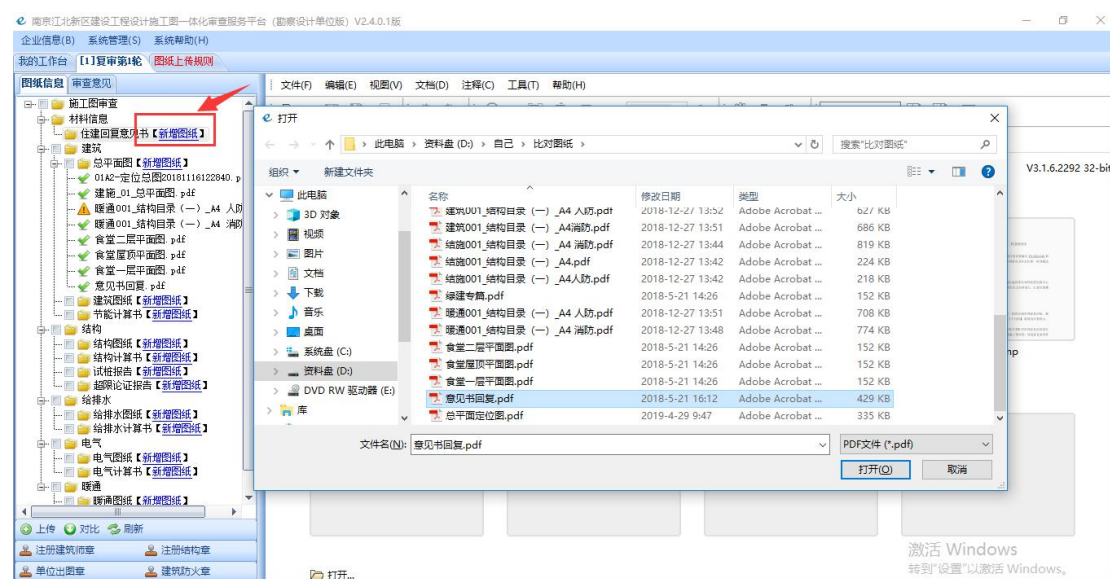 南京江北新区建设工程设计施工图一体化审查服务平台（勘察设计单位版）V2.4.0.1版
企业信息(B) 系统管理(S) 系统帮助(H)
我的工作台 【1】复审第1轮 图纸上传规则
图纸信息 审查意见
施工图审查
材料信息
住建回复意见书【新增图纸】
建筑
总平面图【新增图纸】
01A2-定位总图20181116122840.p
建施_01_总平面图.pdf
暖通001_结构目录（一）_A4 人防
暖通001_结构目录（一）_A4 消防
食堂二层平面图.pdf
食堂屋顶平面图.pdf
食堂一层平面图.pdf
意见书回复.pdf
建筑图纸【新增图纸】
节能计算书【新增图纸】
结构
结构图纸【新增图纸】
结构计算书【新增图纸】
试桩报告【新增图纸】
超限论证报告【新增图纸】
给排水
给排水图纸【新增图纸】
给排水计算书【新增图纸】
电气
电气图纸【新增图纸】
电气计算书【新增图纸】
暖通
暖通图纸【新增图纸】
上传 对比 刷新
注册建筑师章 注册结构章
单位出图章 建筑防火章
文件(F) 编辑(E) 视图(V) 文档(D) 注释(C) 工具(T) 帮助(H)
打开
此电脑 › 资料盘 (D:) › 自己 › 比对图纸 ›
搜索"比对图纸"
组织 新建文件夹
此电脑
3D 对象
视频
图片
文档
下载
音乐
桌面
系统盘 (C:)
资料盘 (D:)
DVD RW 驱动器 (E:)
库
名称 修改日期 类型 大小
建筑001_结构目录（一）_A4 人防.pdf 2018-12-27 13:52 Adobe Acrobat ... 627 KB
建筑001_结构目录（一）_A4消防.pdf 2018-12-27 13:51 Adobe Acrobat ... 686 KB
结施001_结构目录（一）_A4 消防.pdf 2018-12-27 13:44 Adobe Acrobat ... 819 KB
结施001_结构目录（一）_A4.pdf 2018-12-27 13:42 Adobe Acrobat ... 224 KB
结施001_结构目录（一）_A4人防.pdf 2018-12-27 13:42 Adobe Acrobat ... 218 KB
绿建专篇.pdf 2018-5-21 14:26 Adobe Acrobat ... 152 KB
暖通001_结构目录（一）_A4 人防.pdf 2018-12-27 13:51 Adobe Acrobat ... 708 KB
暖通001_结构目录（一）_A4 消防.pdf 2018-12-27 13:48 Adobe Acrobat ... 774 KB
食堂二层平面图.pdf 2018-5-21 14:26 Adobe Acrobat ... 152 KB
食堂屋顶平面图.pdf 2018-5-21 14:26 Adobe Acrobat ... 152 KB
食堂一层平面图.pdf 2018-5-21 14:26 Adobe Acrobat ... 152 KB
意见书回复.pdf 2018-5-21 16:12 Adobe Acrobat ... 429 KB
总平面定位图.pdf 2019-4-29 9:47 Adobe Acrobat ... 335 KB
文件名(N): 意见书回复.pdf PDF文件 (*.pdf)
打开(O) 取消
V3.1.6.2292 32-bit
np
打开...
激活 Windows
转到"设置"以激活 Windows。